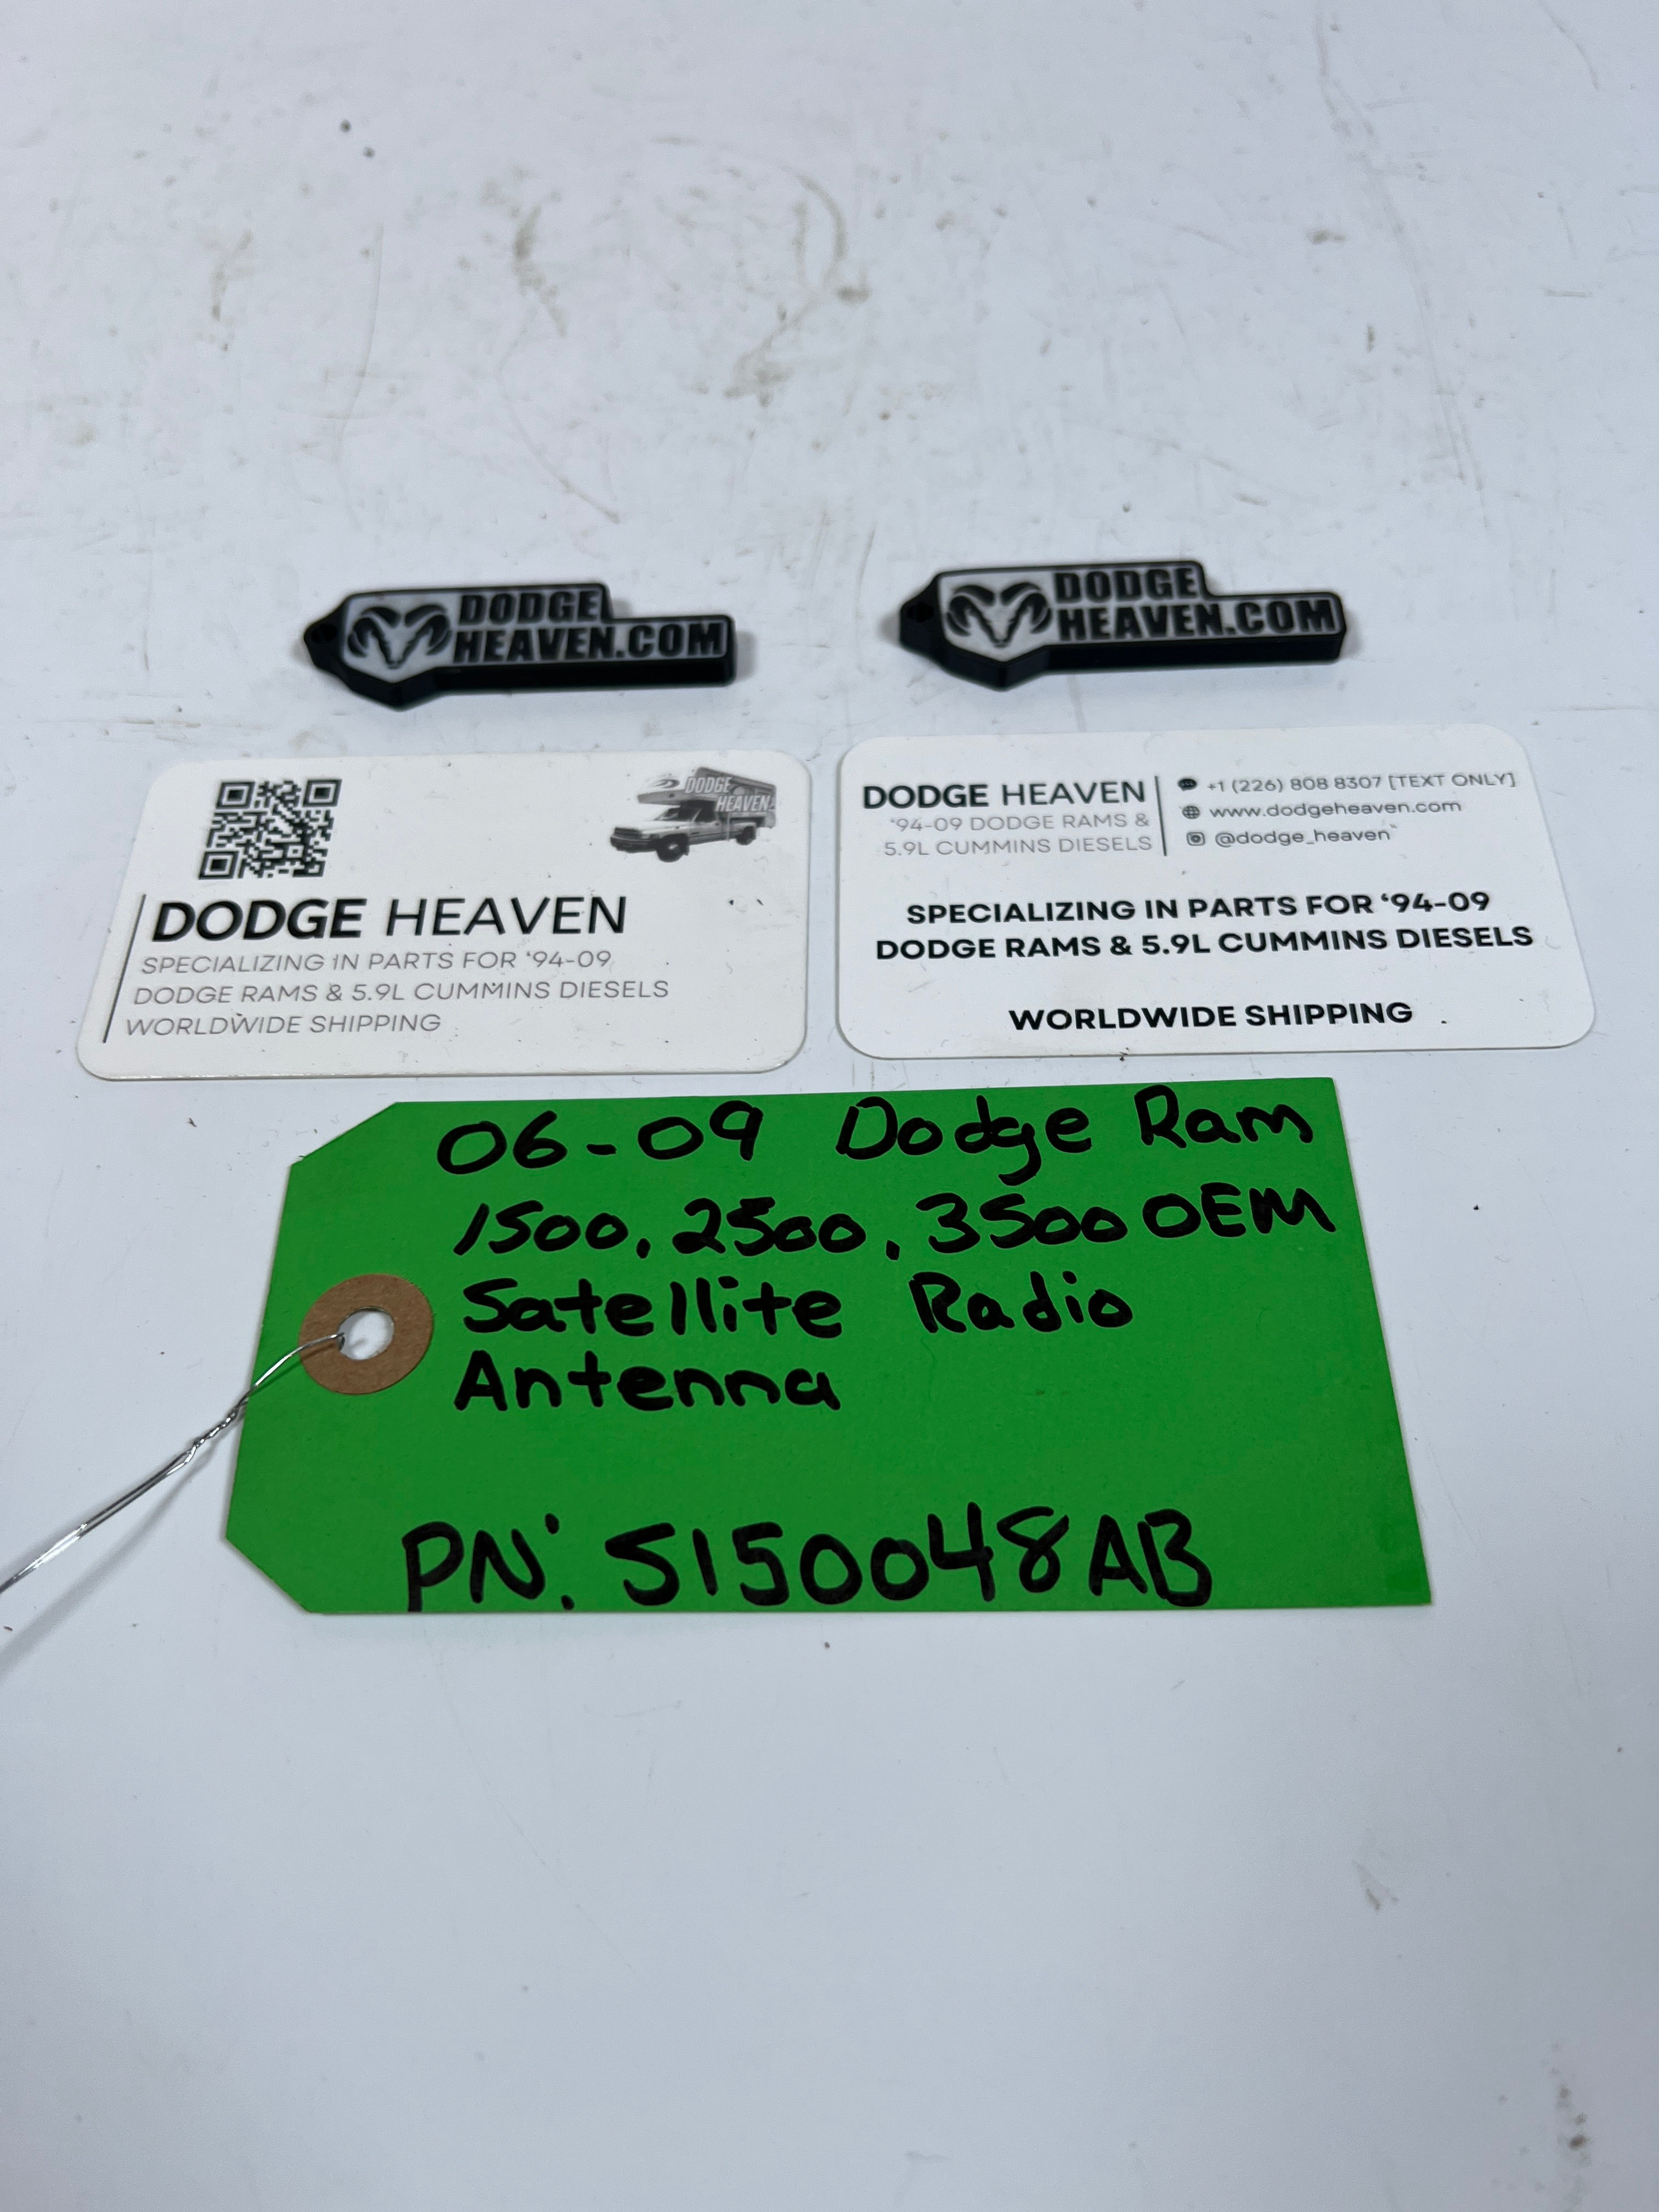 DODGE
HEAVEN.COM
DODGE
HEAVEN.COM
DODGE
HEAVEN
DODGE HEAVEN
SPECIALIZING IN PARTS FOR ‘94-09
DODGE RAMS & 5.9L CUMMINS DIESELS
WORLDWIDE SHIPPING
DODGE HEAVEN
‘94-09 DODGE RAMS &
5.9L CUMMINS DIESELS
+1 (226) 808 8307 [TEXT ONLY]
www.dodgeheaven.com
@dodge_heaven
SPECIALIZING IN PARTS FOR ‘94-09
DODGE RAMS & 5.9L CUMMINS DIESELS
WORLDWIDE SHIPPING
06-09 Dodge Ram
1500, 2500, 3500 OEM
Satellite Radio
Antenna
PN: 5150048AB